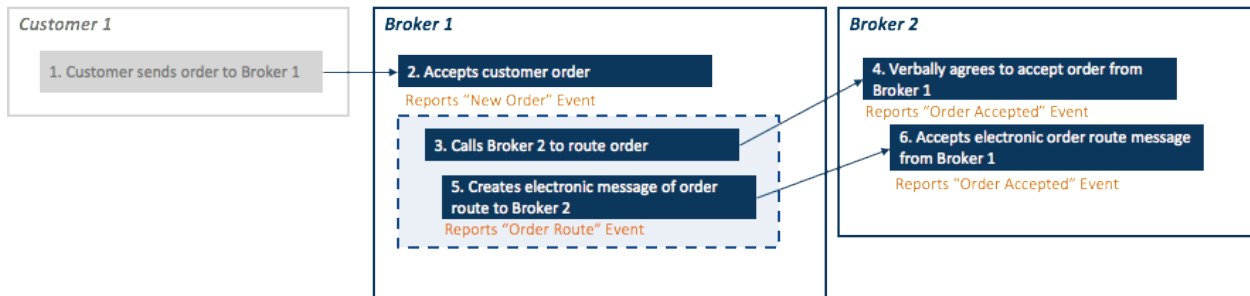 Customer 1
1. Customer sends order to Broker 1
Broker 1
2. Accepts customer order
Reports "New Order" Event
3. Calls Broker 2 to route order
5. Creates electronic message of order
route to Broker 2
Reports "Order Route" Event
Broker 2
4. Verbally agrees to accept order from
Broker 1
Reports "Order Accepted" Event
6. Accepts electronic order route message
from Broker 1
Reports "Order Accepted" Event